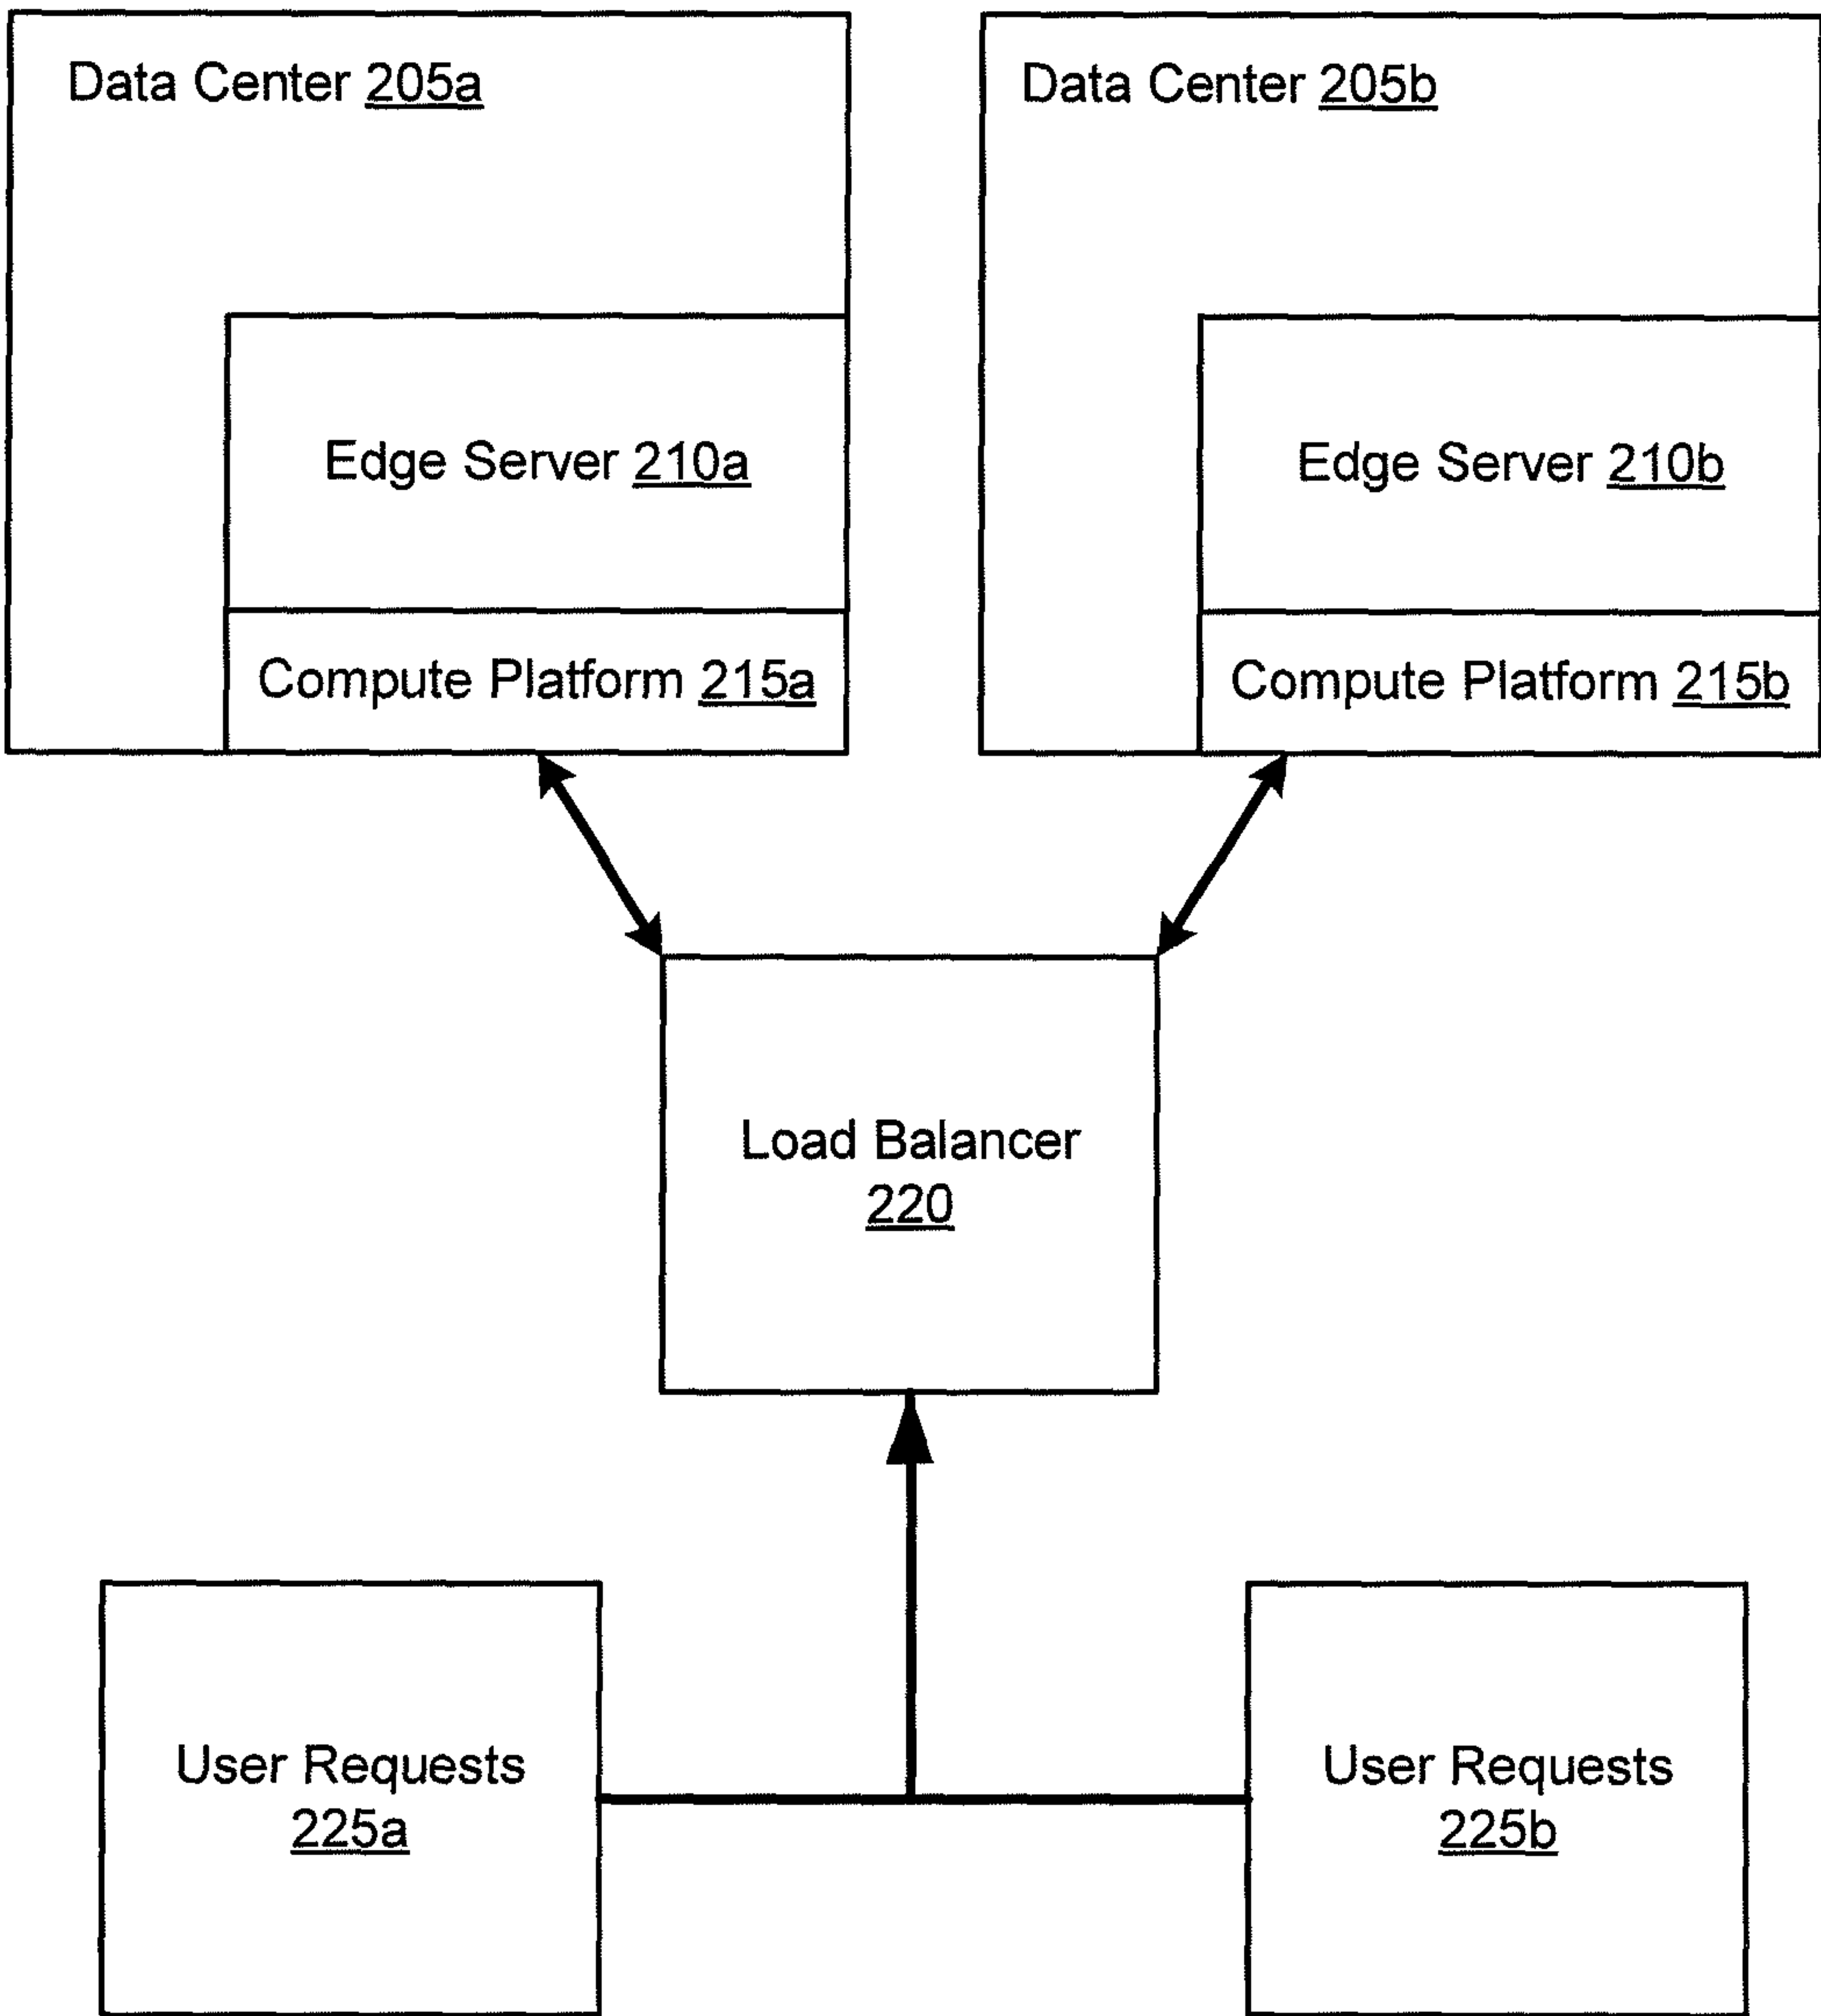 Data Center 205a
Data Center 205b
Edge Server 210a
Edge Server 210b
Compute Platform 215a
Compute Platform 215b
Load Balancer
220
User Requests
225a
User Requests
225b